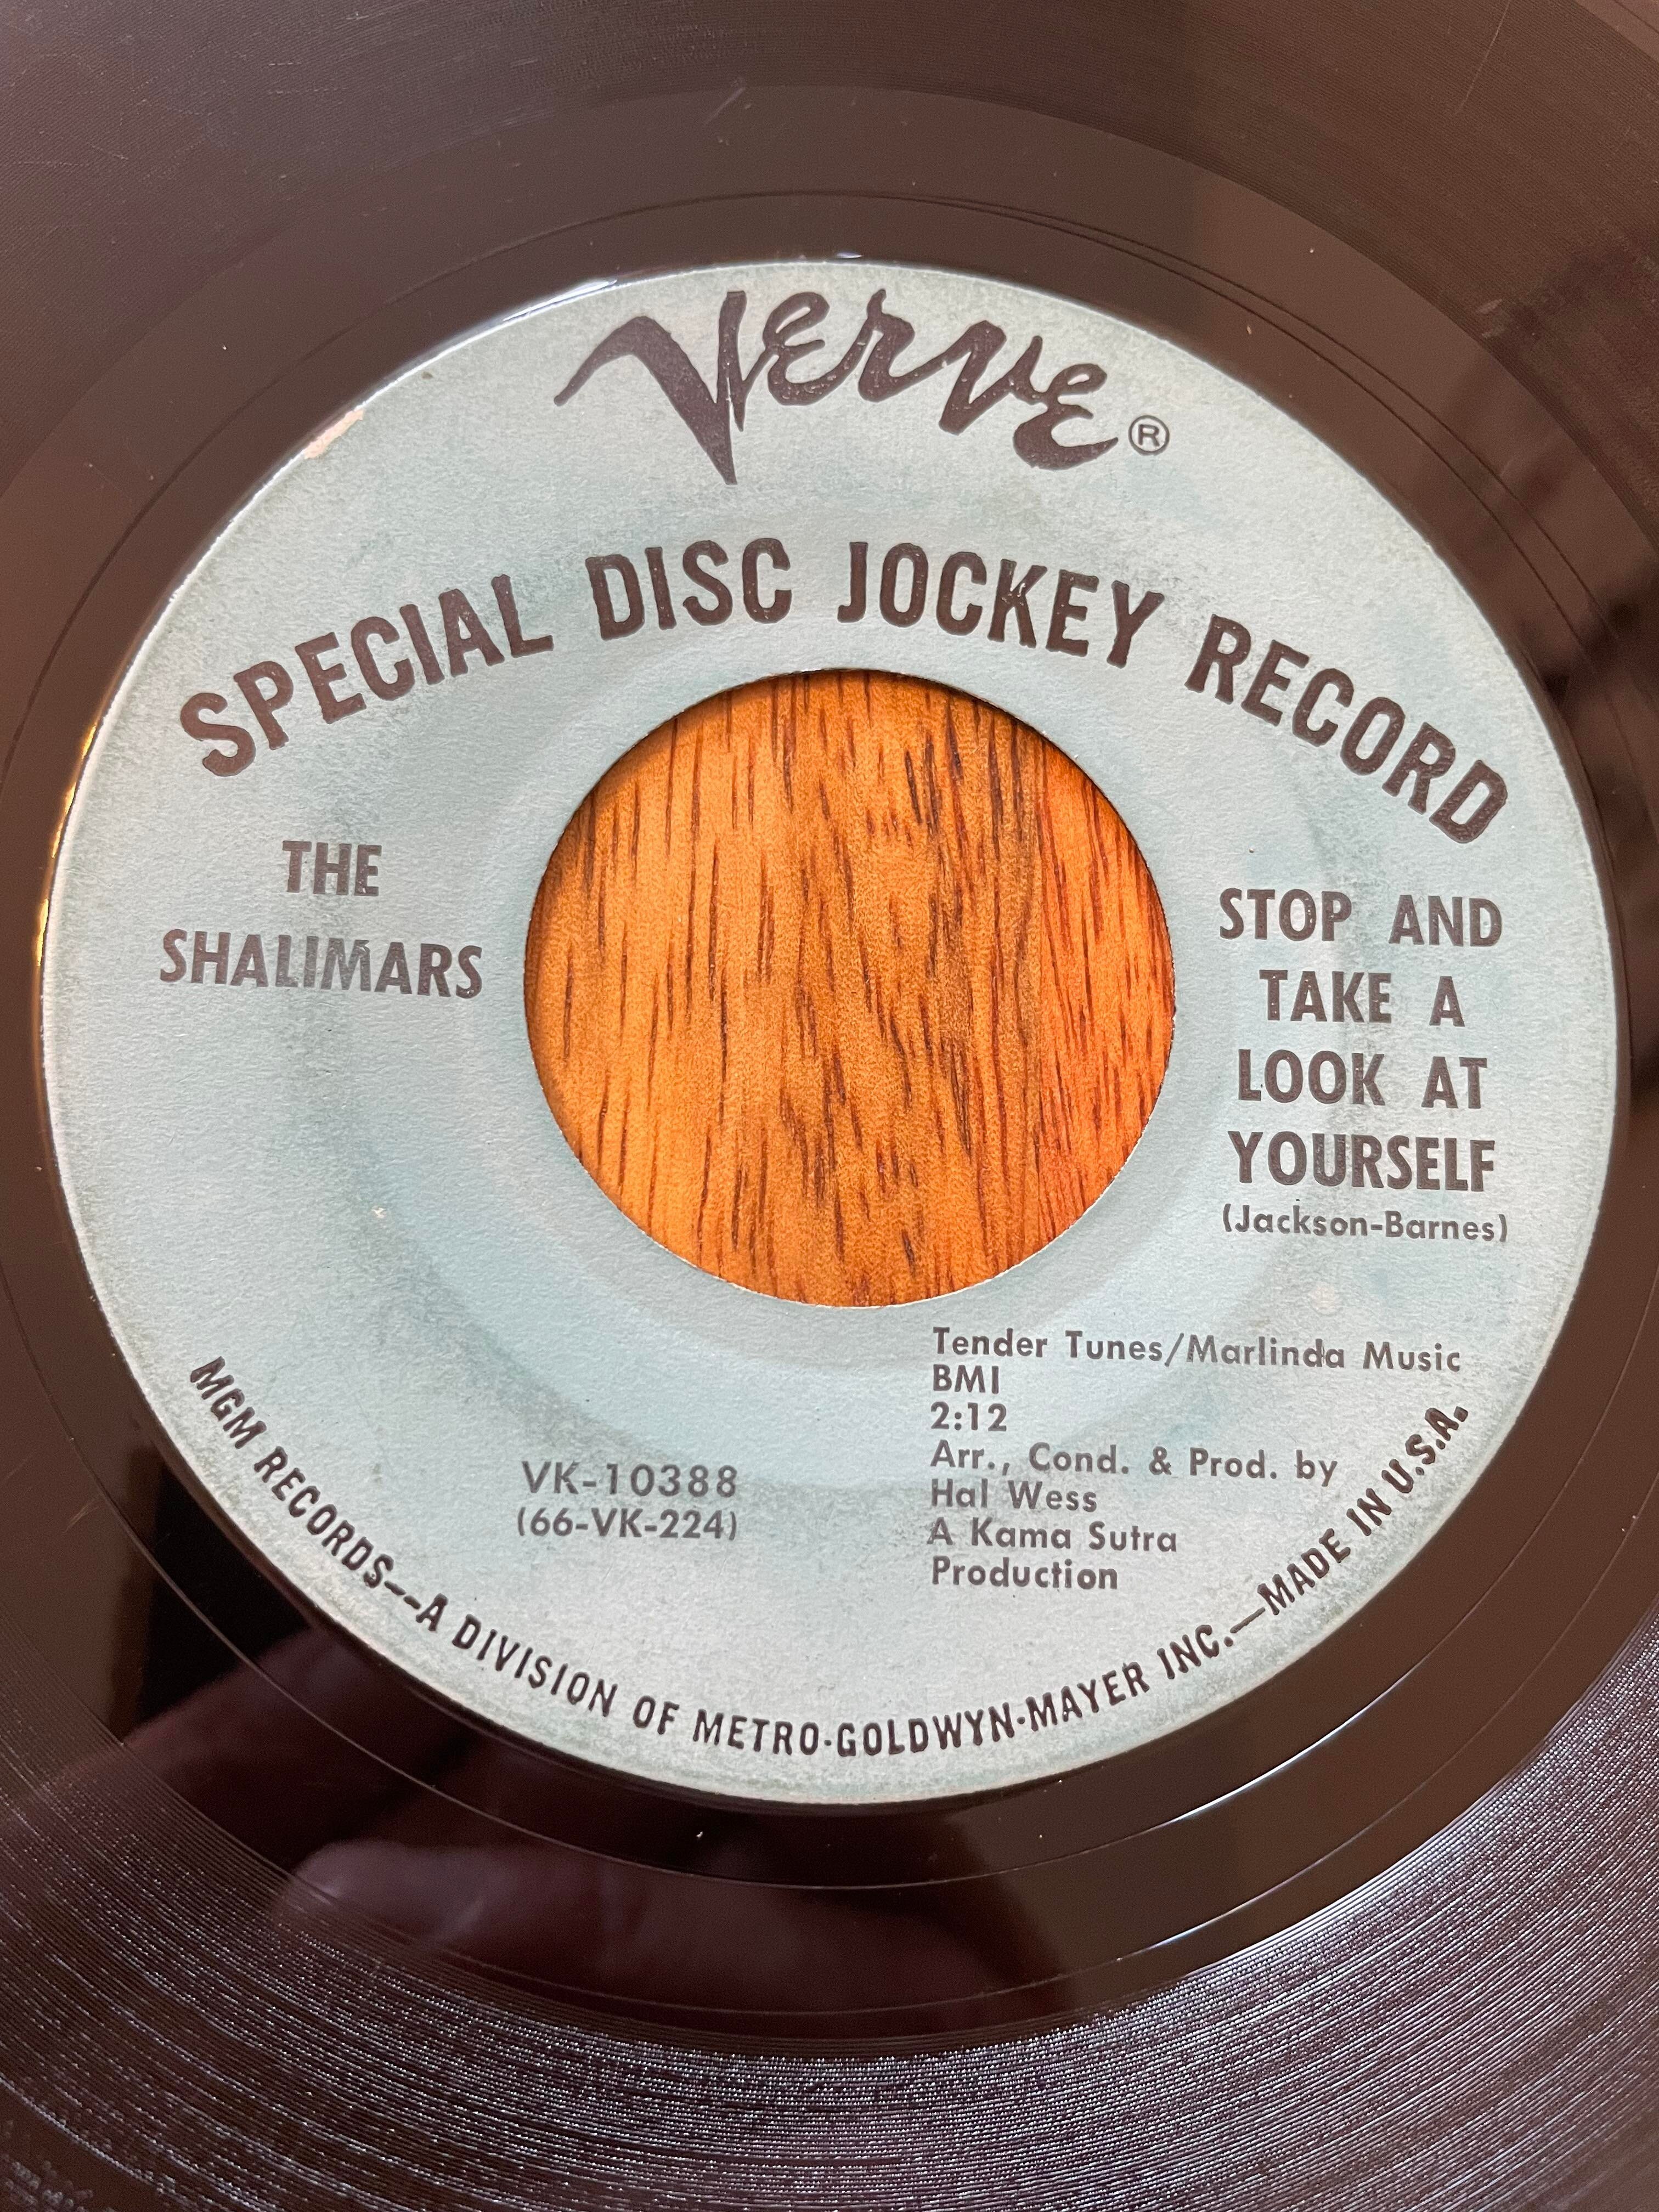 Verve®
SPECIAL DISC JOCKEY RECORD
THE
SHALIMARS
STOP AND
TAKE A
LOOK AT
YOURSELF
(Jackson-Barnes)
Tender Tunes/Marlinda Music
BMI
2:12
Arr., Cond. & Prod. by
Hal Wess
A Kama Sutra
Production
VK-10388
(66-VK-224)
MGM RECORDS--A DIVISION OF METRO-GOLDWYN-MAYER INC.—MADE IN U.S.A.